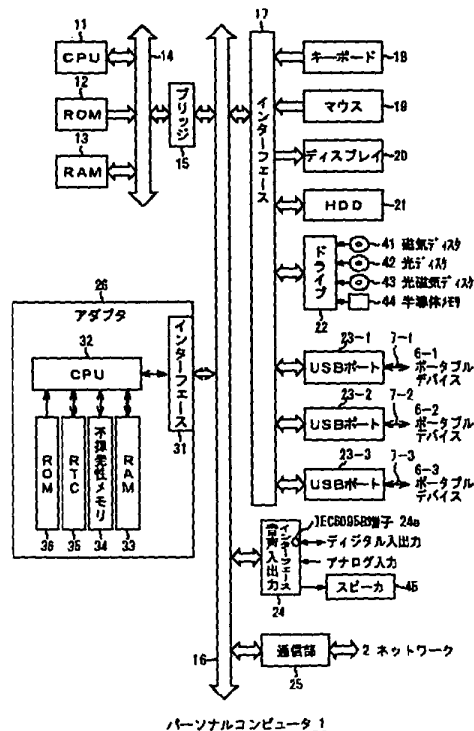 11
CPU
12
ROM
13
RAM
14
ブリッジ
15
16
17
インターフェース
キーボード
18
マウス
19
ディスプレイ
20
HDD
21
ドライブ
22
41 磁気ディスク
42 光ディスク
43 光磁気ディスク
44 半導体メモリ
23-1
USBポート
7-1
6-1
ポータブル
デバイス
23-2
USBポート
7-2
6-2
ポータブル
デバイス
23-3
USBポート
7-3
6-3
ポータブル
デバイス
26
アダプタ
32
CPU
インターフェース
31
ROM
36
RTC
35
不揮発性メモリ
34
RAM
33
音声入出力
インターフェース
24
IEC60958端子 24a
ディジタル入出力
アナログ入力
スピーカ
45
通信部
25
2 ネットワーク
パーソナルコンピュータ 1